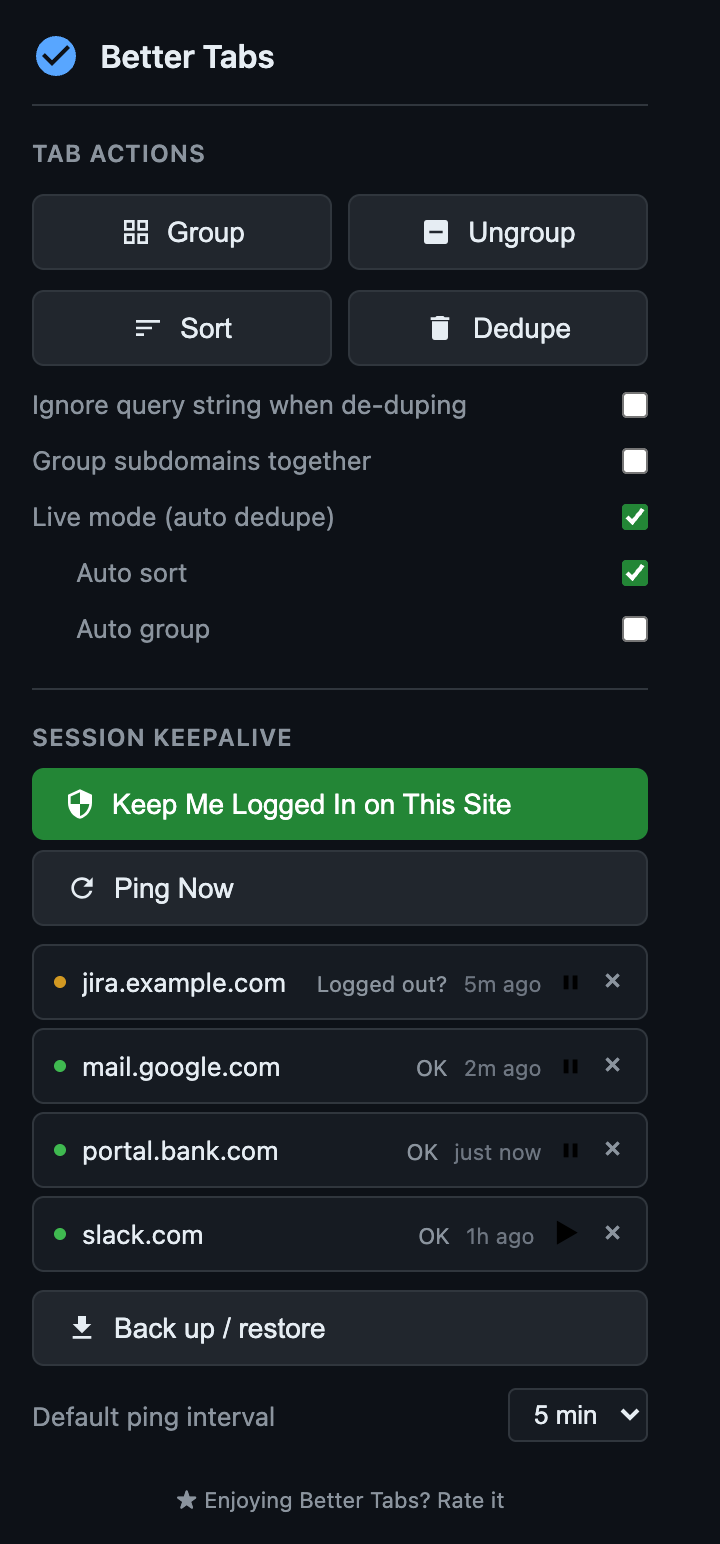 Better Tabs
TAB ACTIONS
Group
Ungroup
Sort
Dedupe
Ignore query string when de-duping
Group subdomains together
Live mode (auto dedupe)
Auto sort
Auto group
SESSION KEEPALIVE
Keep Me Logged In on This Site
Ping Now
jira.example.com Logged out? 5m ago
mail.google.com OK 2m ago
portal.bank.com OK just now
slack.com OK 1h ago
Back up / restore
Default ping interval 5 min
Enjoying Better Tabs? Rate it